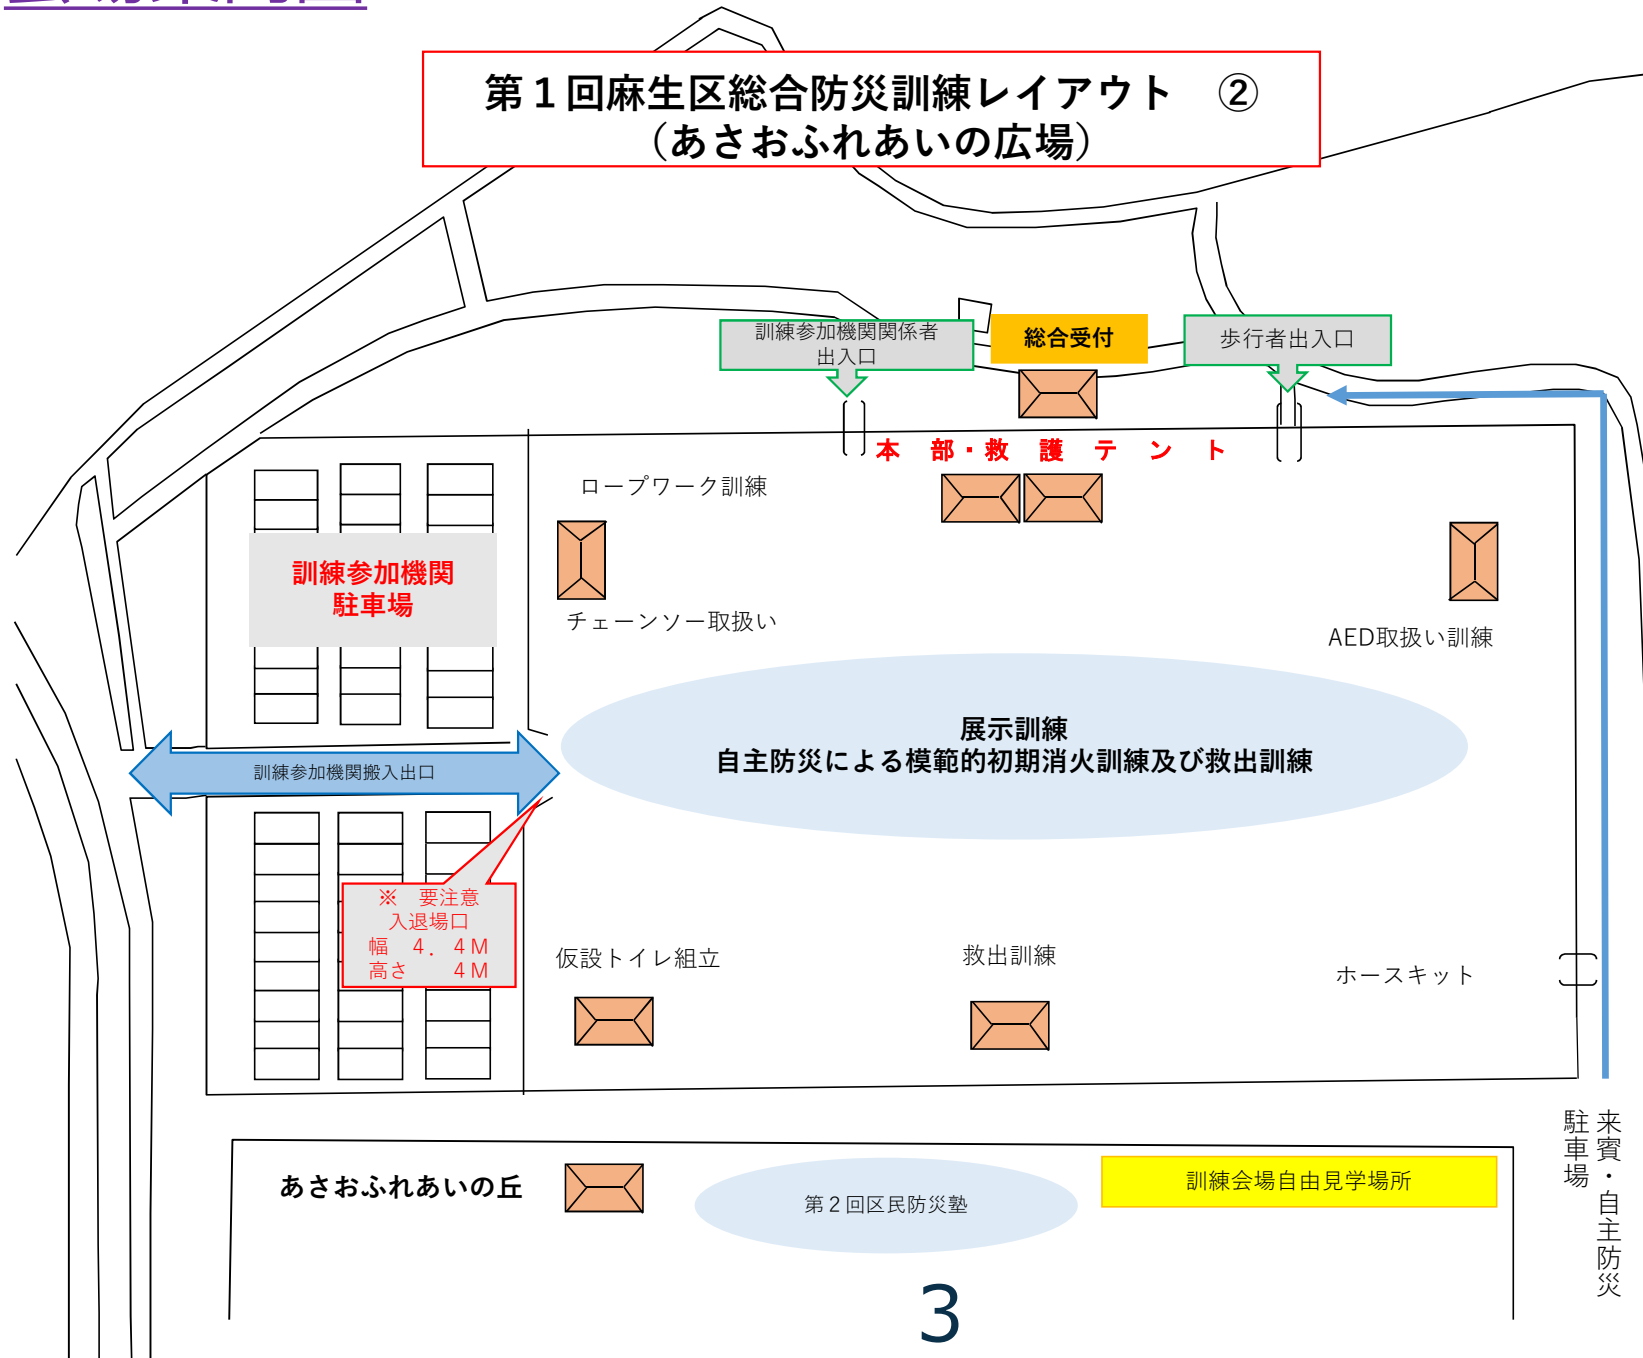 第１回麻生区総合防災訓練レイアウト　②
（あさおふれあいの広場）
訓練参加機関関係者
出入口
総合受付
歩行者出入口
本　部・救　護　テ　ン　ト
ロープワーク訓練
訓練参加機関
駐車場
チェーンソー取扱い
AED取扱い訓練
展示訓練
自主防災による模範的初期消火訓練及び救出訓練
訓練参加機関搬入出口
※　要注意
入退場口
幅　４．４Ｍ
高さ　　４Ｍ
仮設トイレ組立
救出訓練
ホースキット
来賓・自主防災
駐車場
あさおふれあいの丘
第２回区民防災塾
訓練会場自由見学場所
3